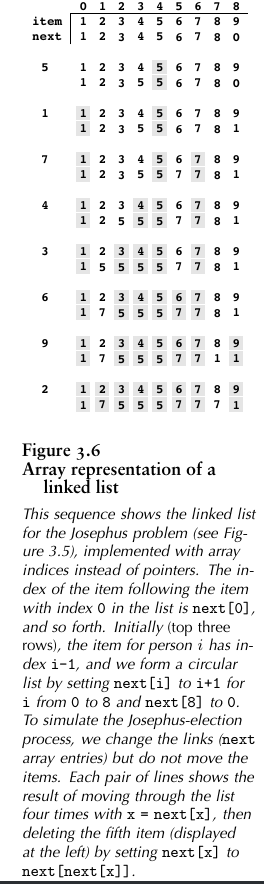 0 1 2 3 4 5 6 7 8
item 1 2 3 4 5 6 7 8 9
next 1 2 3 4 5 6 7 8 0
5 1 2 3 4 5 6 7 8 9
1 2 3 5 5 6 7 8 0
1 1 2 3 4 5 6 7 8 9
1 2 3 5 5 6 7 8 1
7 1 2 3 4 5 6 7 8 9
1 2 3 5 5 7 7 8 1
4 1 2 3 4 5 6 7 8 9
1 2 5 5 5 7 7 8 1
3 1 2 3 4 5 6 7 8 9
1 5 5 5 5 7 7 8 1
6 1 2 3 4 5 6 7 8 9
1 7 5 5 5 7 7 8 1
9 1 2 3 4 5 6 7 8 9
1 7 5 5 5 7 7 1 1
2 1 2 3 4 5 6 7 8 9
1 7 5 5 5 7 7 7 1
Figure 3.6
Array representation of a
linked list
This sequence shows the linked list
for the Josephus problem (see Fig-
ure 3.5), implemented with array
indices instead of pointers. The in-
dex of the item following the item
with index 0 in the list is next[0],
and so forth. Initially (top three
rows), the item for person i has in-
dex i-1, and we form a circular
list by setting next[i] to i+1 for
i from 0 to 8 and next[8] to 0.
To simulate the Josephus-election
process, we change the links (next
array entries) but do not move the
items. Each pair of lines shows the
result of moving through the list
four times with x = next[x], then
deleting the fifth item (displayed
at the left) by setting next[x] to
next[next[x]].